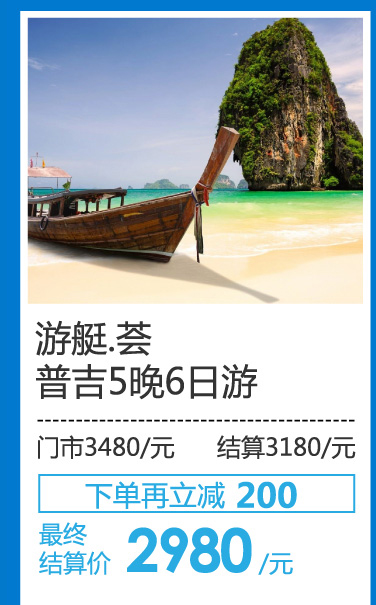 游艇.荟
普吉5晚6日游
门市3480/元 结算3180/元
下单再立减 200
最终
结算价 2980 /元